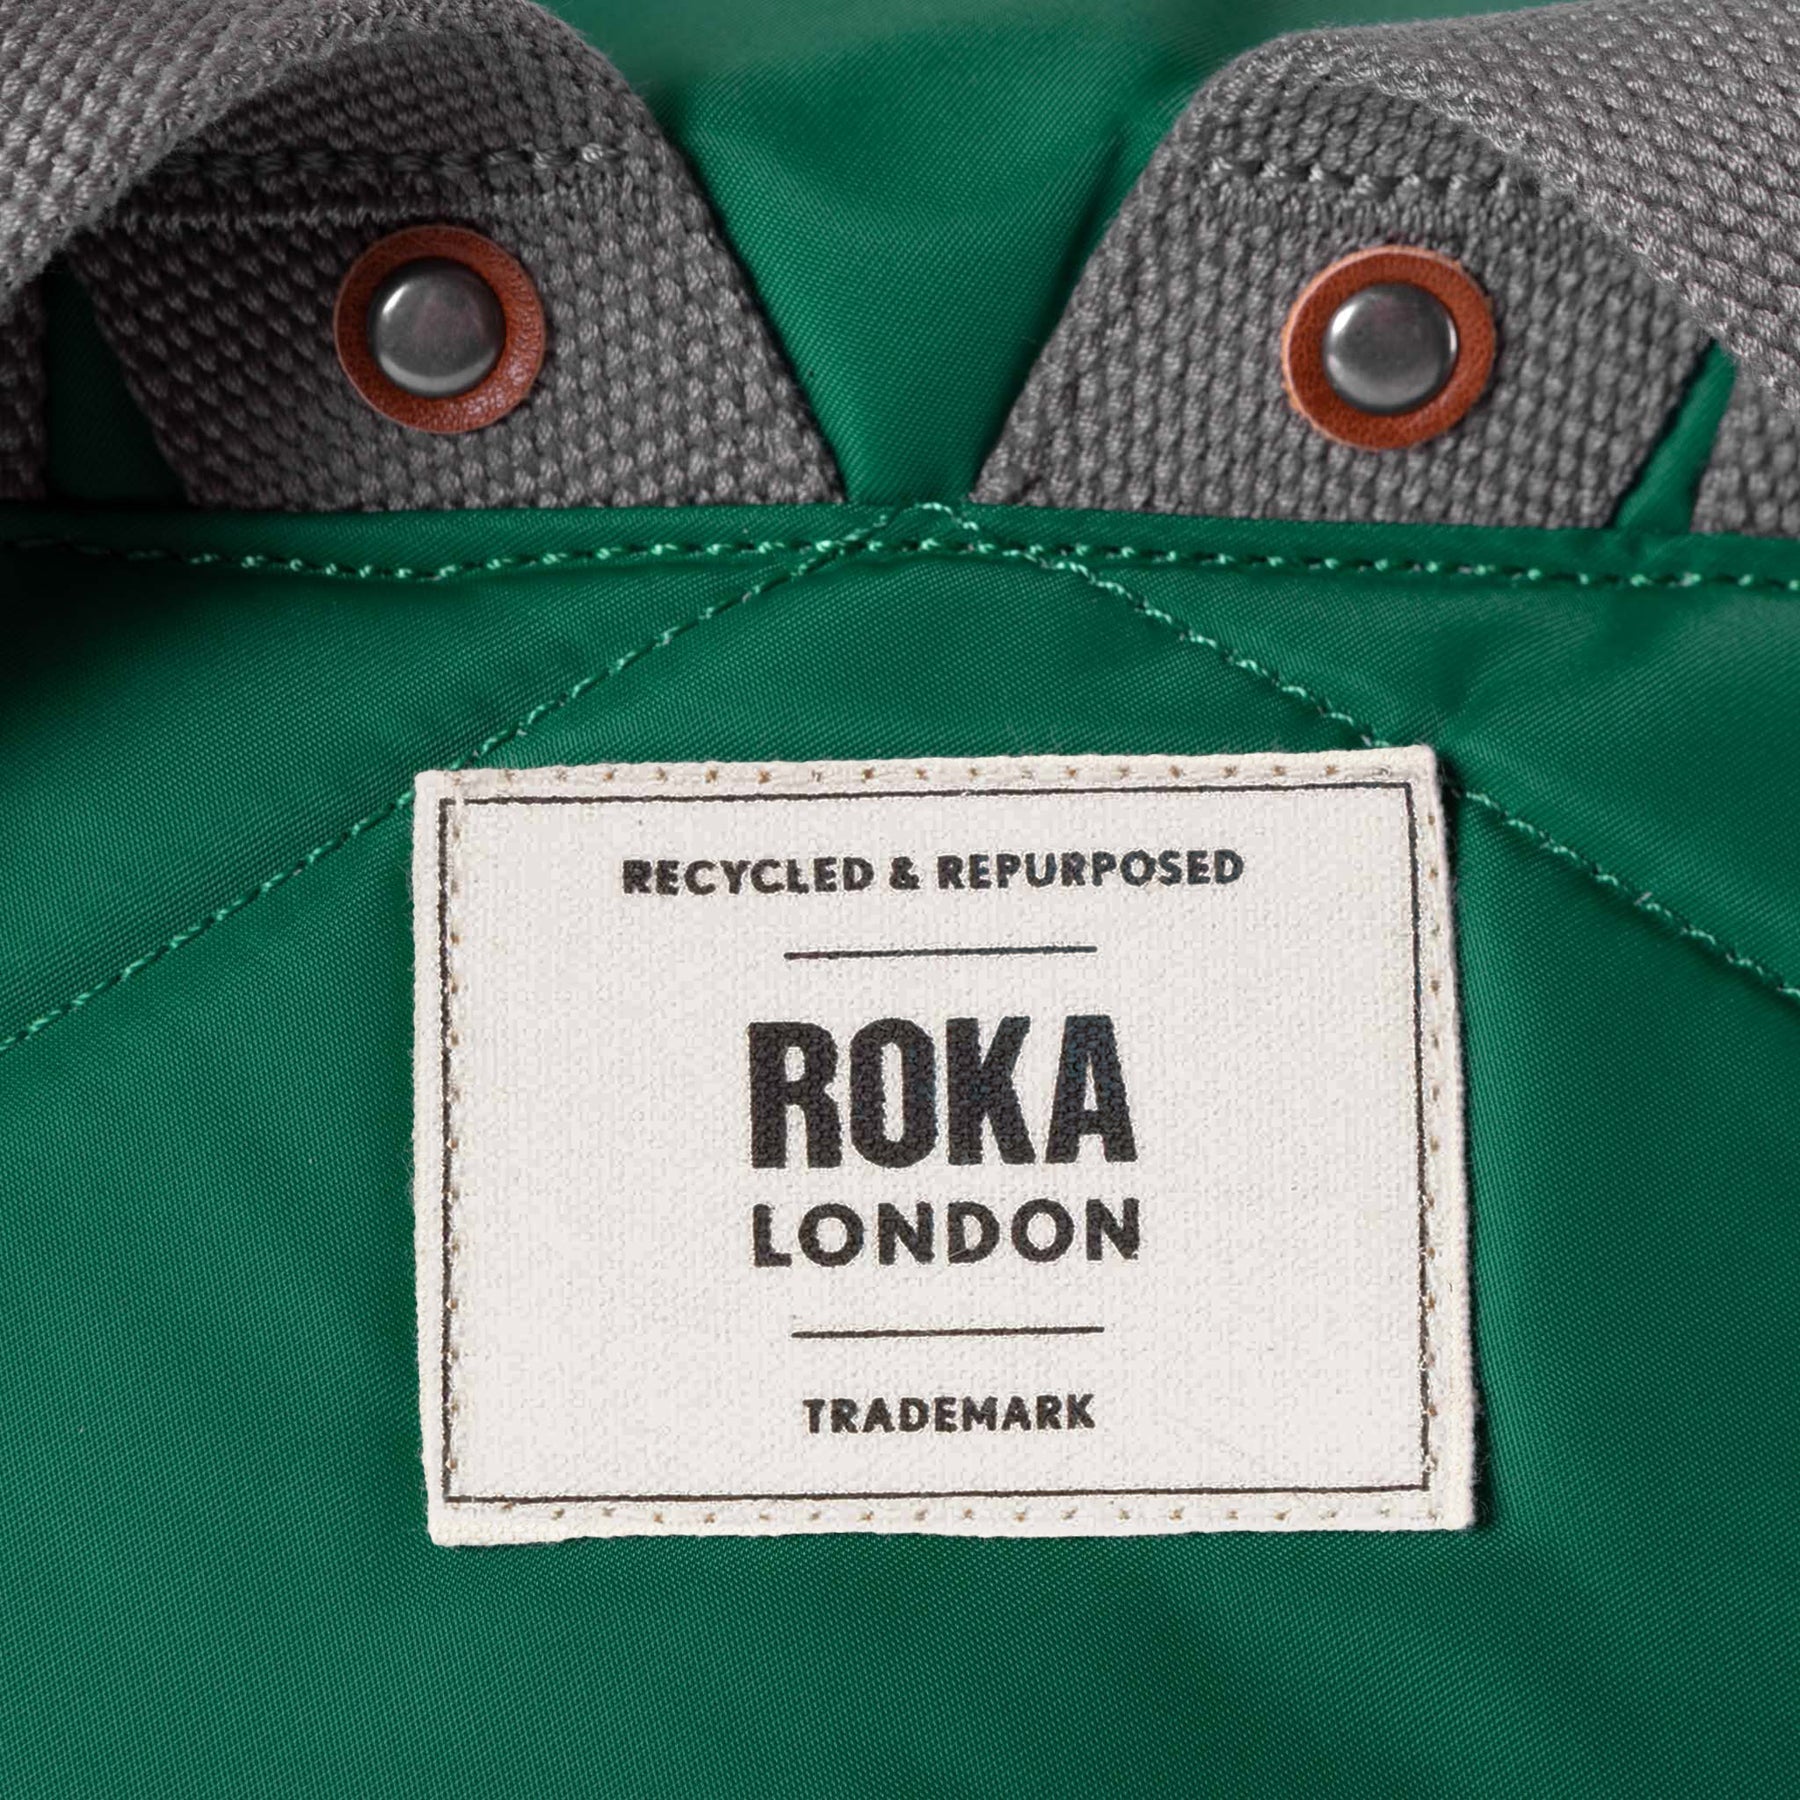 RECYCLED & REPURPOSED
ROKA
LONDON
TRADEMARK